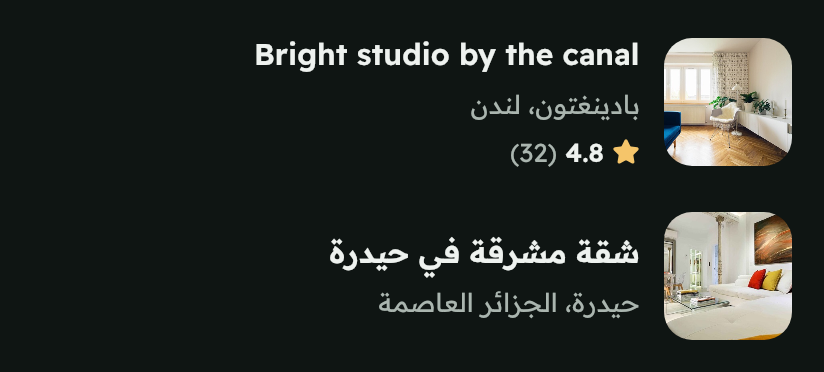 Bright studio by the canal
بادينغتون، لندن
4.8 (32)
شقة مشرقة في حيدرة
حيدرة، الجزائر العاصمة